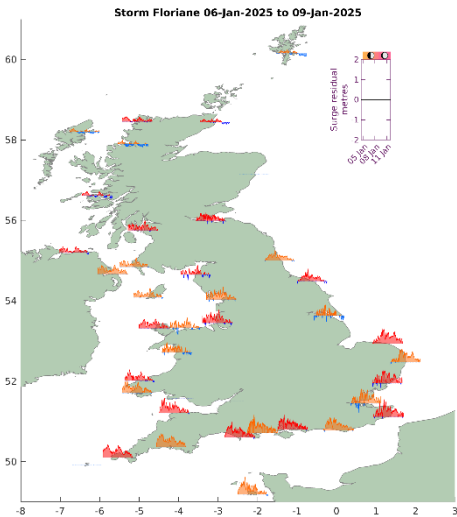 Storm Floriane 06-Jan-2025 to 09-Jan-2025
60
58
56
54
52
50
-8 -7 -6 -5 -4 -3 -2 -1 0 1 2 3
Surge residual
metres
2
1
0
1
2
05 Jan
08 Jan
11 Jan